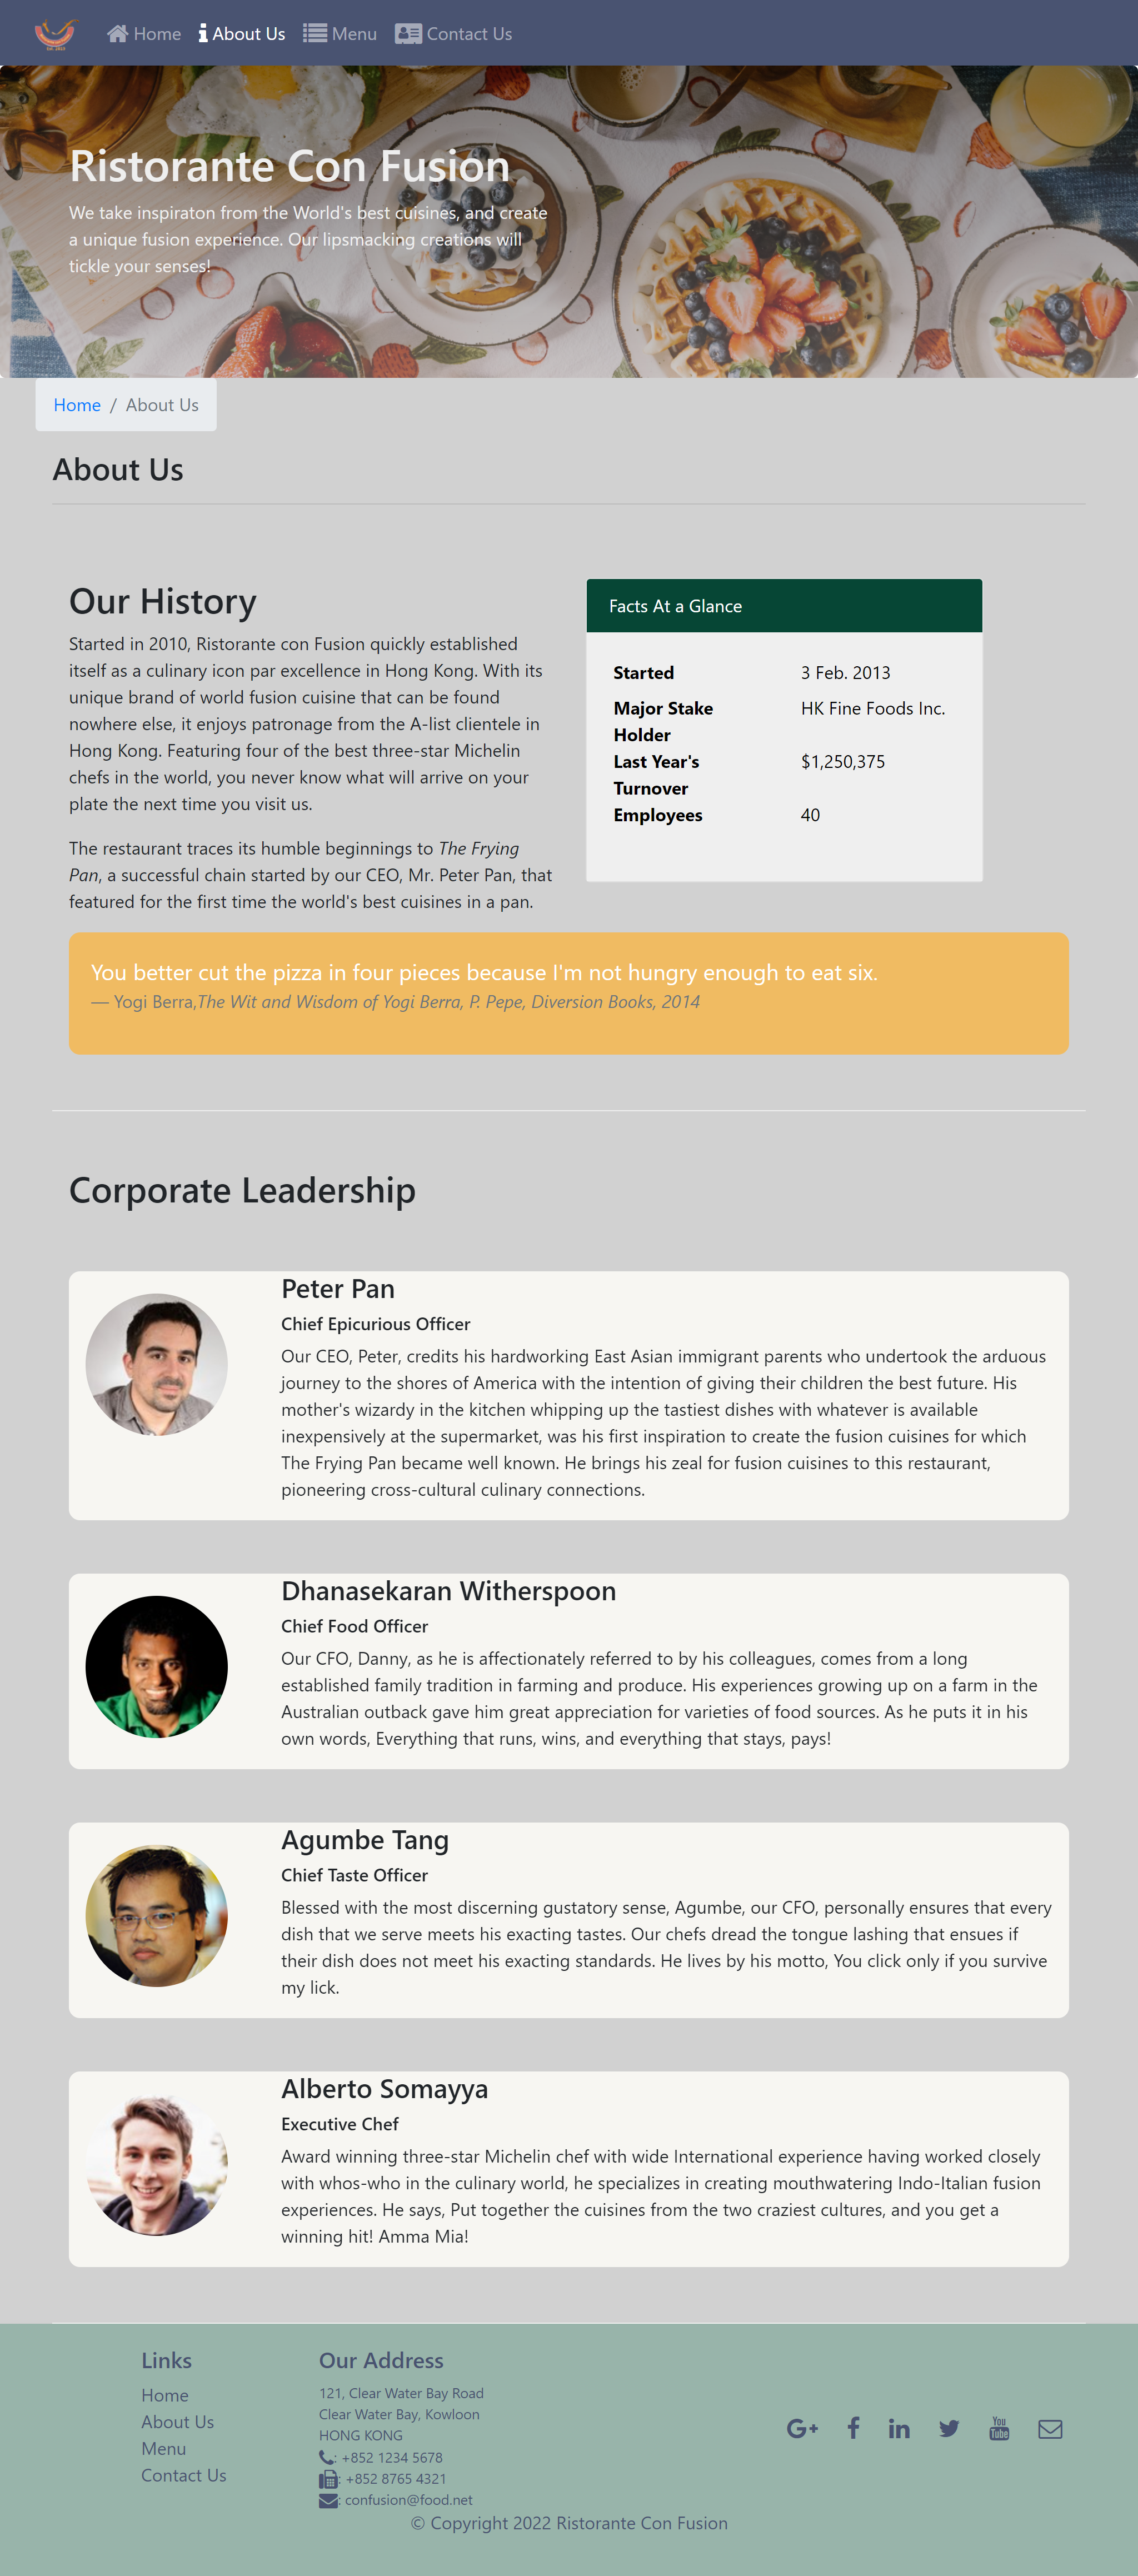 Home About Us Menu Contact Us
Ristorante Con Fusion
We take inspiraton from the World's best cuisines, and create
a unique fusion experience. Our lipsmacking creations will
tickle your senses!
Home / About Us
About Us
Our History
Started in 2010, Ristorante con Fusion quickly established
itself as a culinary icon par excellence in Hong Kong. With its
unique brand of world fusion cuisine that can be found
nowhere else, it enjoys patronage from the A-list clientele in
Hong Kong. Featuring four of the best three-star Michelin
chefs in the world, you never know what will arrive on your
plate the next time you visit us.
The restaurant traces its humble beginnings to The Frying
Pan, a successful chain started by our CEO, Mr. Peter Pan, that
featured for the first time the world's best cuisines in a pan.
Facts At a Glance
Started 3 Feb. 2013
Major Stake HK Fine Foods Inc.
Holder
Last Year's $1,250,375
Turnover
Employees 40
You better cut the pizza in four pieces because I'm not hungry enough to eat six.
— Yogi Berra,The Wit and Wisdom of Yogi Berra, P. Pepe, Diversion Books, 2014
Corporate Leadership
Peter Pan
Chief Epicurious Officer
Our CEO, Peter, credits his hardworking East Asian immigrant parents who undertook the arduous
journey to the shores of America with the intention of giving their children the best future. His
mother's wizardy in the kitchen whipping up the tastiest dishes with whatever is available
inexpensively at the supermarket, was his first inspiration to create the fusion cuisines for which
The Frying Pan became well known. He brings his zeal for fusion cuisines to this restaurant,
pioneering cross-cultural culinary connections.
Dhanasekaran Witherspoon
Chief Food Officer
Our CFO, Danny, as he is affectionately referred to by his colleagues, comes from a long
established family tradition in farming and produce. His experiences growing up on a farm in the
Australian outback gave him great appreciation for varieties of food sources. As he puts it in his
own words, Everything that runs, wins, and everything that stays, pays!
Agumbe Tang
Chief Taste Officer
Blessed with the most discerning gustatory sense, Agumbe, our CFO, personally ensures that every
dish that we serve meets his exacting tastes. Our chefs dread the tongue lashing that ensues if
their dish does not meet his exacting standards. He lives by his motto, You click only if you survive
my lick.
Alberto Somayya
Executive Chef
Award winning three-star Michelin chef with wide International experience having worked closely
with whos-who in the culinary world, he specializes in creating mouthwatering Indo-Italian fusion
experiences. He says, Put together the cuisines from the two craziest cultures, and you get a
winning hit! Amma Mia!
Links
Home
About Us
Menu
Contact Us
Our Address
121, Clear Water Bay Road
Clear Water Bay, Kowloon
HONG KONG
: +852 1234 5678
: +852 8765 4321
: confusion@food.net
You Tube
© Copyright 2022 Ristorante Con Fusion